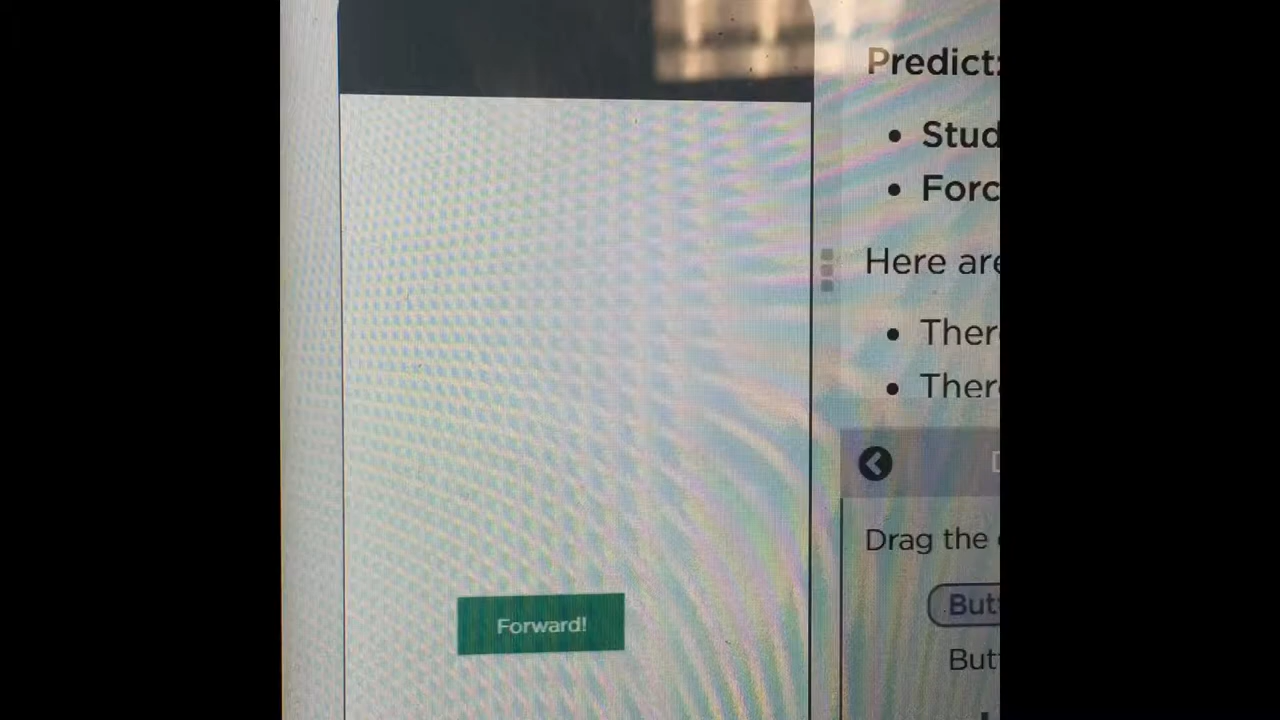 Predict:
• Stud
• Forc
Here are
• Ther
• Ther
Drag the
Butt
Butt
Forward!